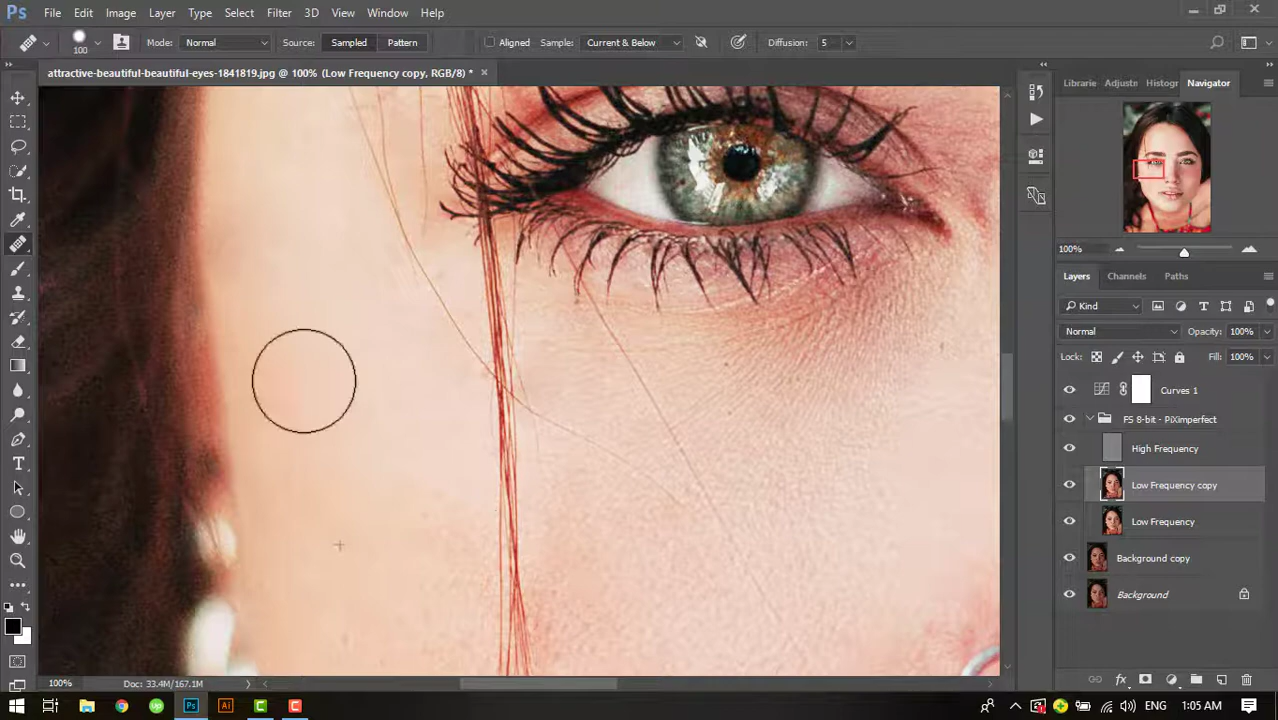 Ps File Edit Image Layer Type Select Filter 3D View Window Help
100 Mode: Normal Source: Sampled Pattern Aligned Sample: Current & Below Diffusion: 5
attractive-beautiful-beautiful-eyes-1841819.jpg @ 100% (Low Frequency copy, RGB/8) *
Librarie Adjustn Histogr Navigator
100%
Layers Channels Paths
Kind
Normal Opacity: 100%
Lock: Fill: 100%
Curves 1
FS 8-bit - PiXimperfect
High Frequency
Low Frequency copy
Low Frequency
Background copy
Background
100% Doc: 33.4M/167.1M
Ps Ai ENG 1:05 AM